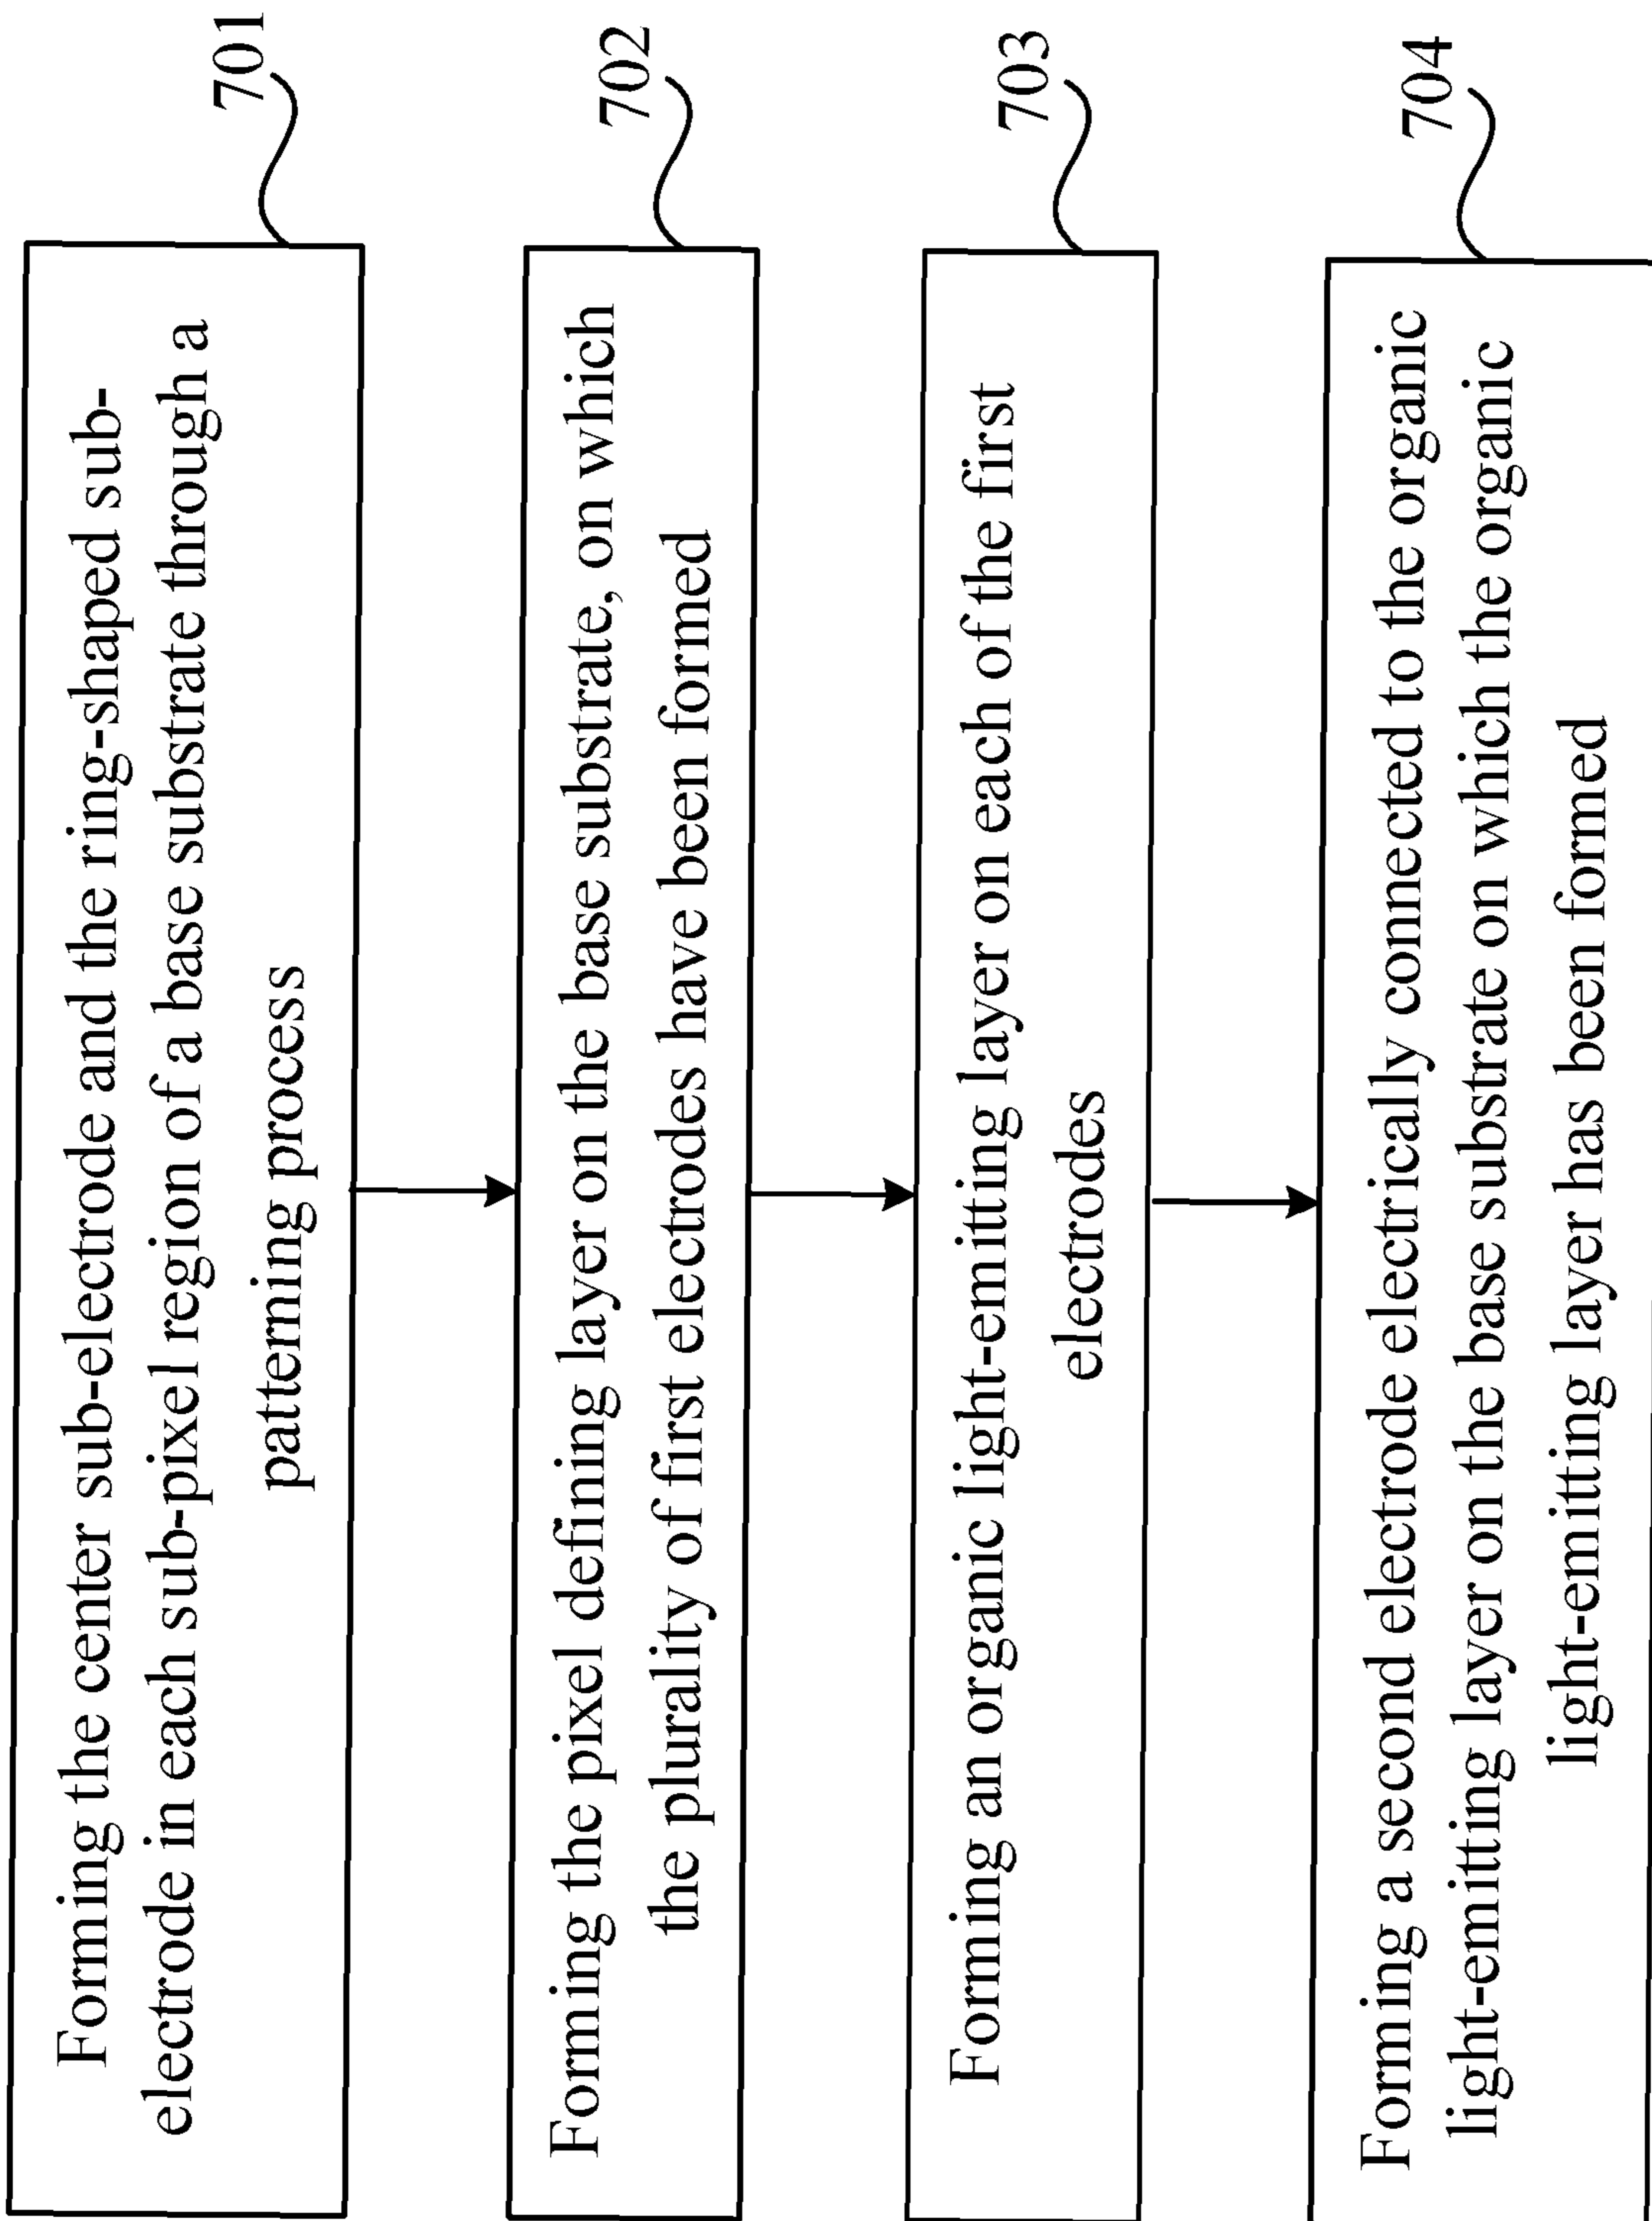 701
Forming the center sub-electrode and the ring-shaped sub-
electrode in each sub-pixel region of a base substrate through a
patterning process
702
Forming the pixel defining layer on the base substrate, on which
the plurality of first electrodes have been formed
703
Forming an organic light-emitting layer on each of the first
electrodes
704
Forming a second electrode electrically connected to the organic
light-emitting layer on the base substrate on which the organic
light-emitting layer has been formed